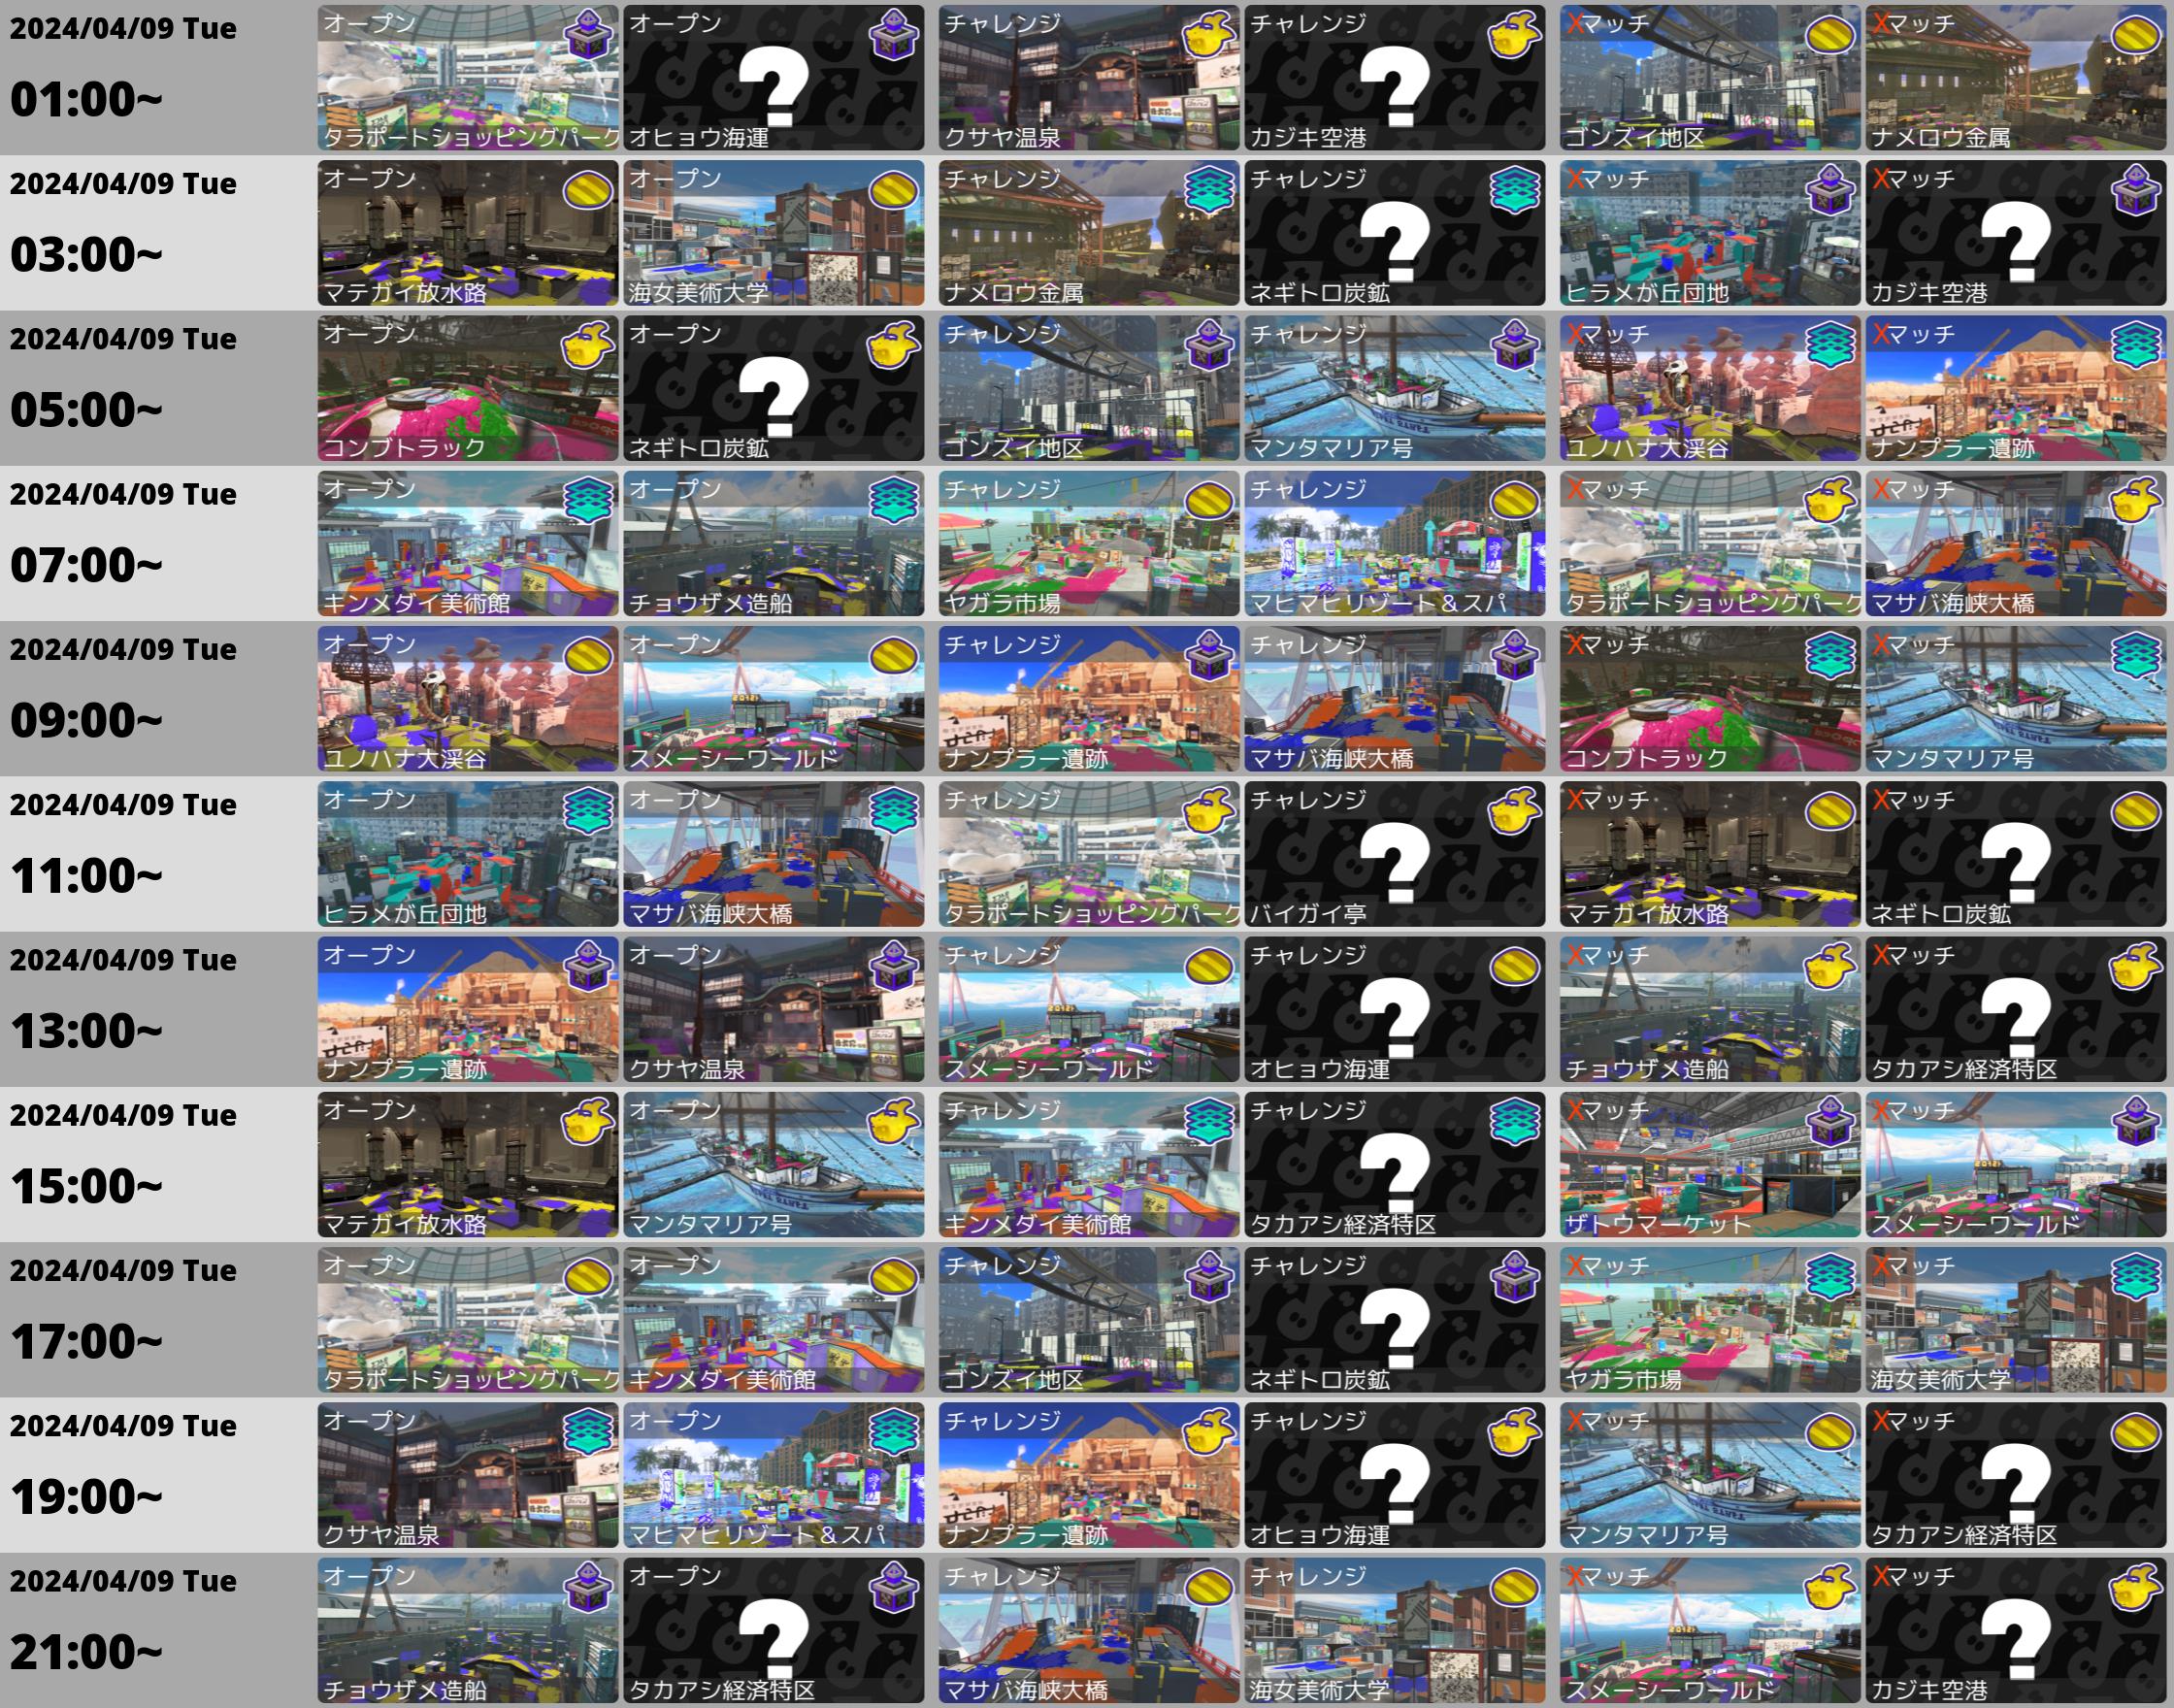 2024/04/09 Tue
01:00~
オープン
タラポートショッピングパーク
オープン
オヒョウ海運
チャレンジ
クサヤ温泉
チャレンジ
カジキ空港
Xマッチ
ゴンズイ地区
Xマッチ
ナメロウ金属
2024/04/09 Tue
03:00~
オープン
マテガイ放水路
オープン
海女美術大学
チャレンジ
ナメロウ金属
チャレンジ
ネギトロ炭鉱
Xマッチ
ヒラメが丘団地
Xマッチ
カジキ空港
2024/04/09 Tue
05:00~
オープン
コンブトラック
オープン
ネギトロ炭鉱
チャレンジ
ゴンズイ地区
チャレンジ
マンタマリア号
Xマッチ
ユノハナ大渓谷
Xマッチ
ナンプラー遺跡
2024/04/09 Tue
07:00~
オープン
キンメダイ美術館
オープン
チョウザメ造船
チャレンジ
ヤガラ市場
チャレンジ
マヒマヒリゾート&スパ
Xマッチ
タラポートショッピングパーク
Xマッチ
マサバ海峡大橋
2024/04/09 Tue
09:00~
オープン
ユノハナ大渓谷
オープン
スメーシーワールド
チャレンジ
ナンプラー遺跡
チャレンジ
マサバ海峡大橋
Xマッチ
コンブトラック
Xマッチ
マンタマリア号
2024/04/09 Tue
11:00~
オープン
ヒラメが丘団地
オープン
マサバ海峡大橋
チャレンジ
タラポートショッピングパーク
チャレンジ
バイガイ亭
Xマッチ
マテガイ放水路
Xマッチ
ネギトロ炭鉱
2024/04/09 Tue
13:00~
オープン
ナンプラー遺跡
オープン
クサヤ温泉
チャレンジ
スメーシーワールド
チャレンジ
オヒョウ海運
Xマッチ
チョウザメ造船
Xマッチ
タカアシ経済特区
2024/04/09 Tue
15:00~
オープン
マテガイ放水路
オープン
マンタマリア号
チャレンジ
キンメダイ美術館
チャレンジ
タカアシ経済特区
Xマッチ
ザトウマーケット
Xマッチ
スメーシーワールド
2024/04/09 Tue
17:00~
オープン
タラポートショッピングパーク
オープン
キンメダイ美術館
チャレンジ
ゴンズイ地区
チャレンジ
ネギトロ炭鉱
Xマッチ
ヤガラ市場
Xマッチ
海女美術大学
2024/04/09 Tue
19:00~
オープン
クサヤ温泉
オープン
マヒマヒリゾート&スパ
チャレンジ
ナンプラー遺跡
チャレンジ
オヒョウ海運
Xマッチ
マンタマリア号
Xマッチ
タカアシ経済特区
2024/04/09 Tue
21:00~
オープン
チョウザメ造船
オープン
タカアシ経済特区
チャレンジ
マサバ海峡大橋
チャレンジ
海女美術大学
Xマッチ
スメーシーワールド
Xマッチ
カジキ空港